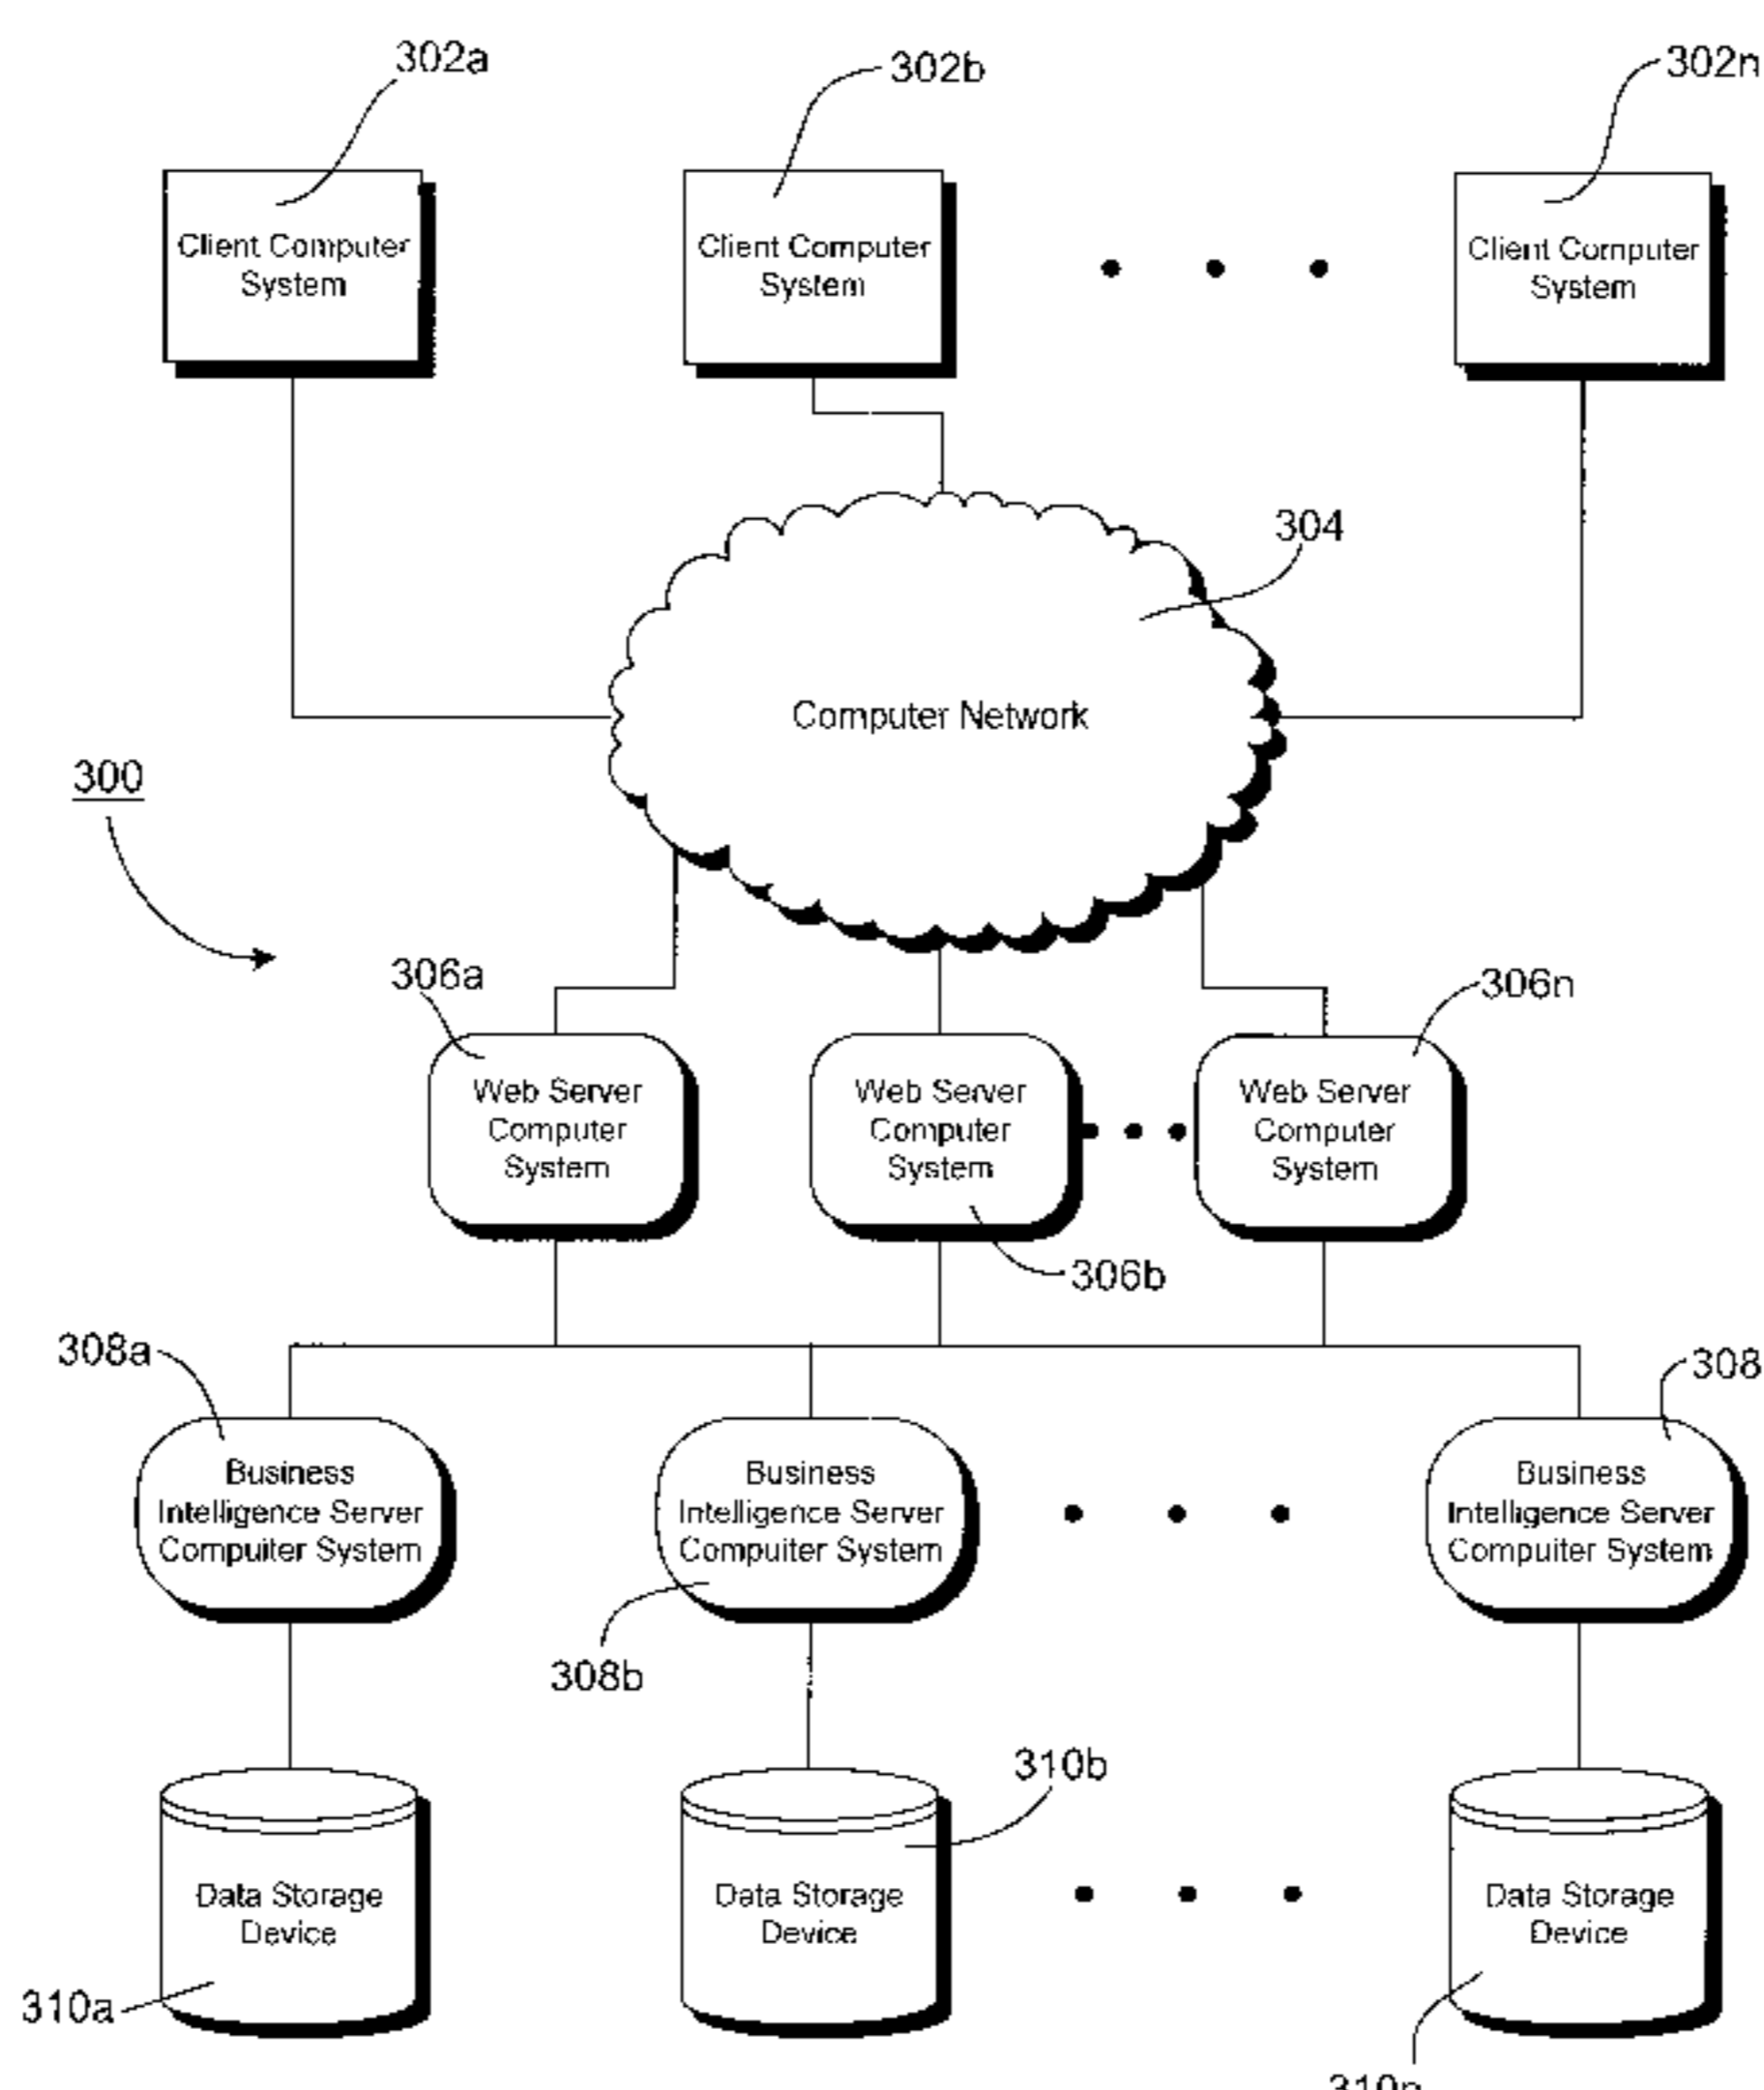 302a
302b
302n
Client Computer
System
Client Computer
System
Client Computer
System
304
Computer Network
300
306a
306n
Web Server
Computer
System
Web Server
Computer
System
Web Server
Computer
System
306b
308a
308
Business
Intelligence Server
Compuiter System
Business
Intelligence Server
Compuiter System
Business
Intelligence Server
Compuiter System
308b
310b
Data Storage
Device
Data Storage
Device
Data Storage
Device
310a
310n